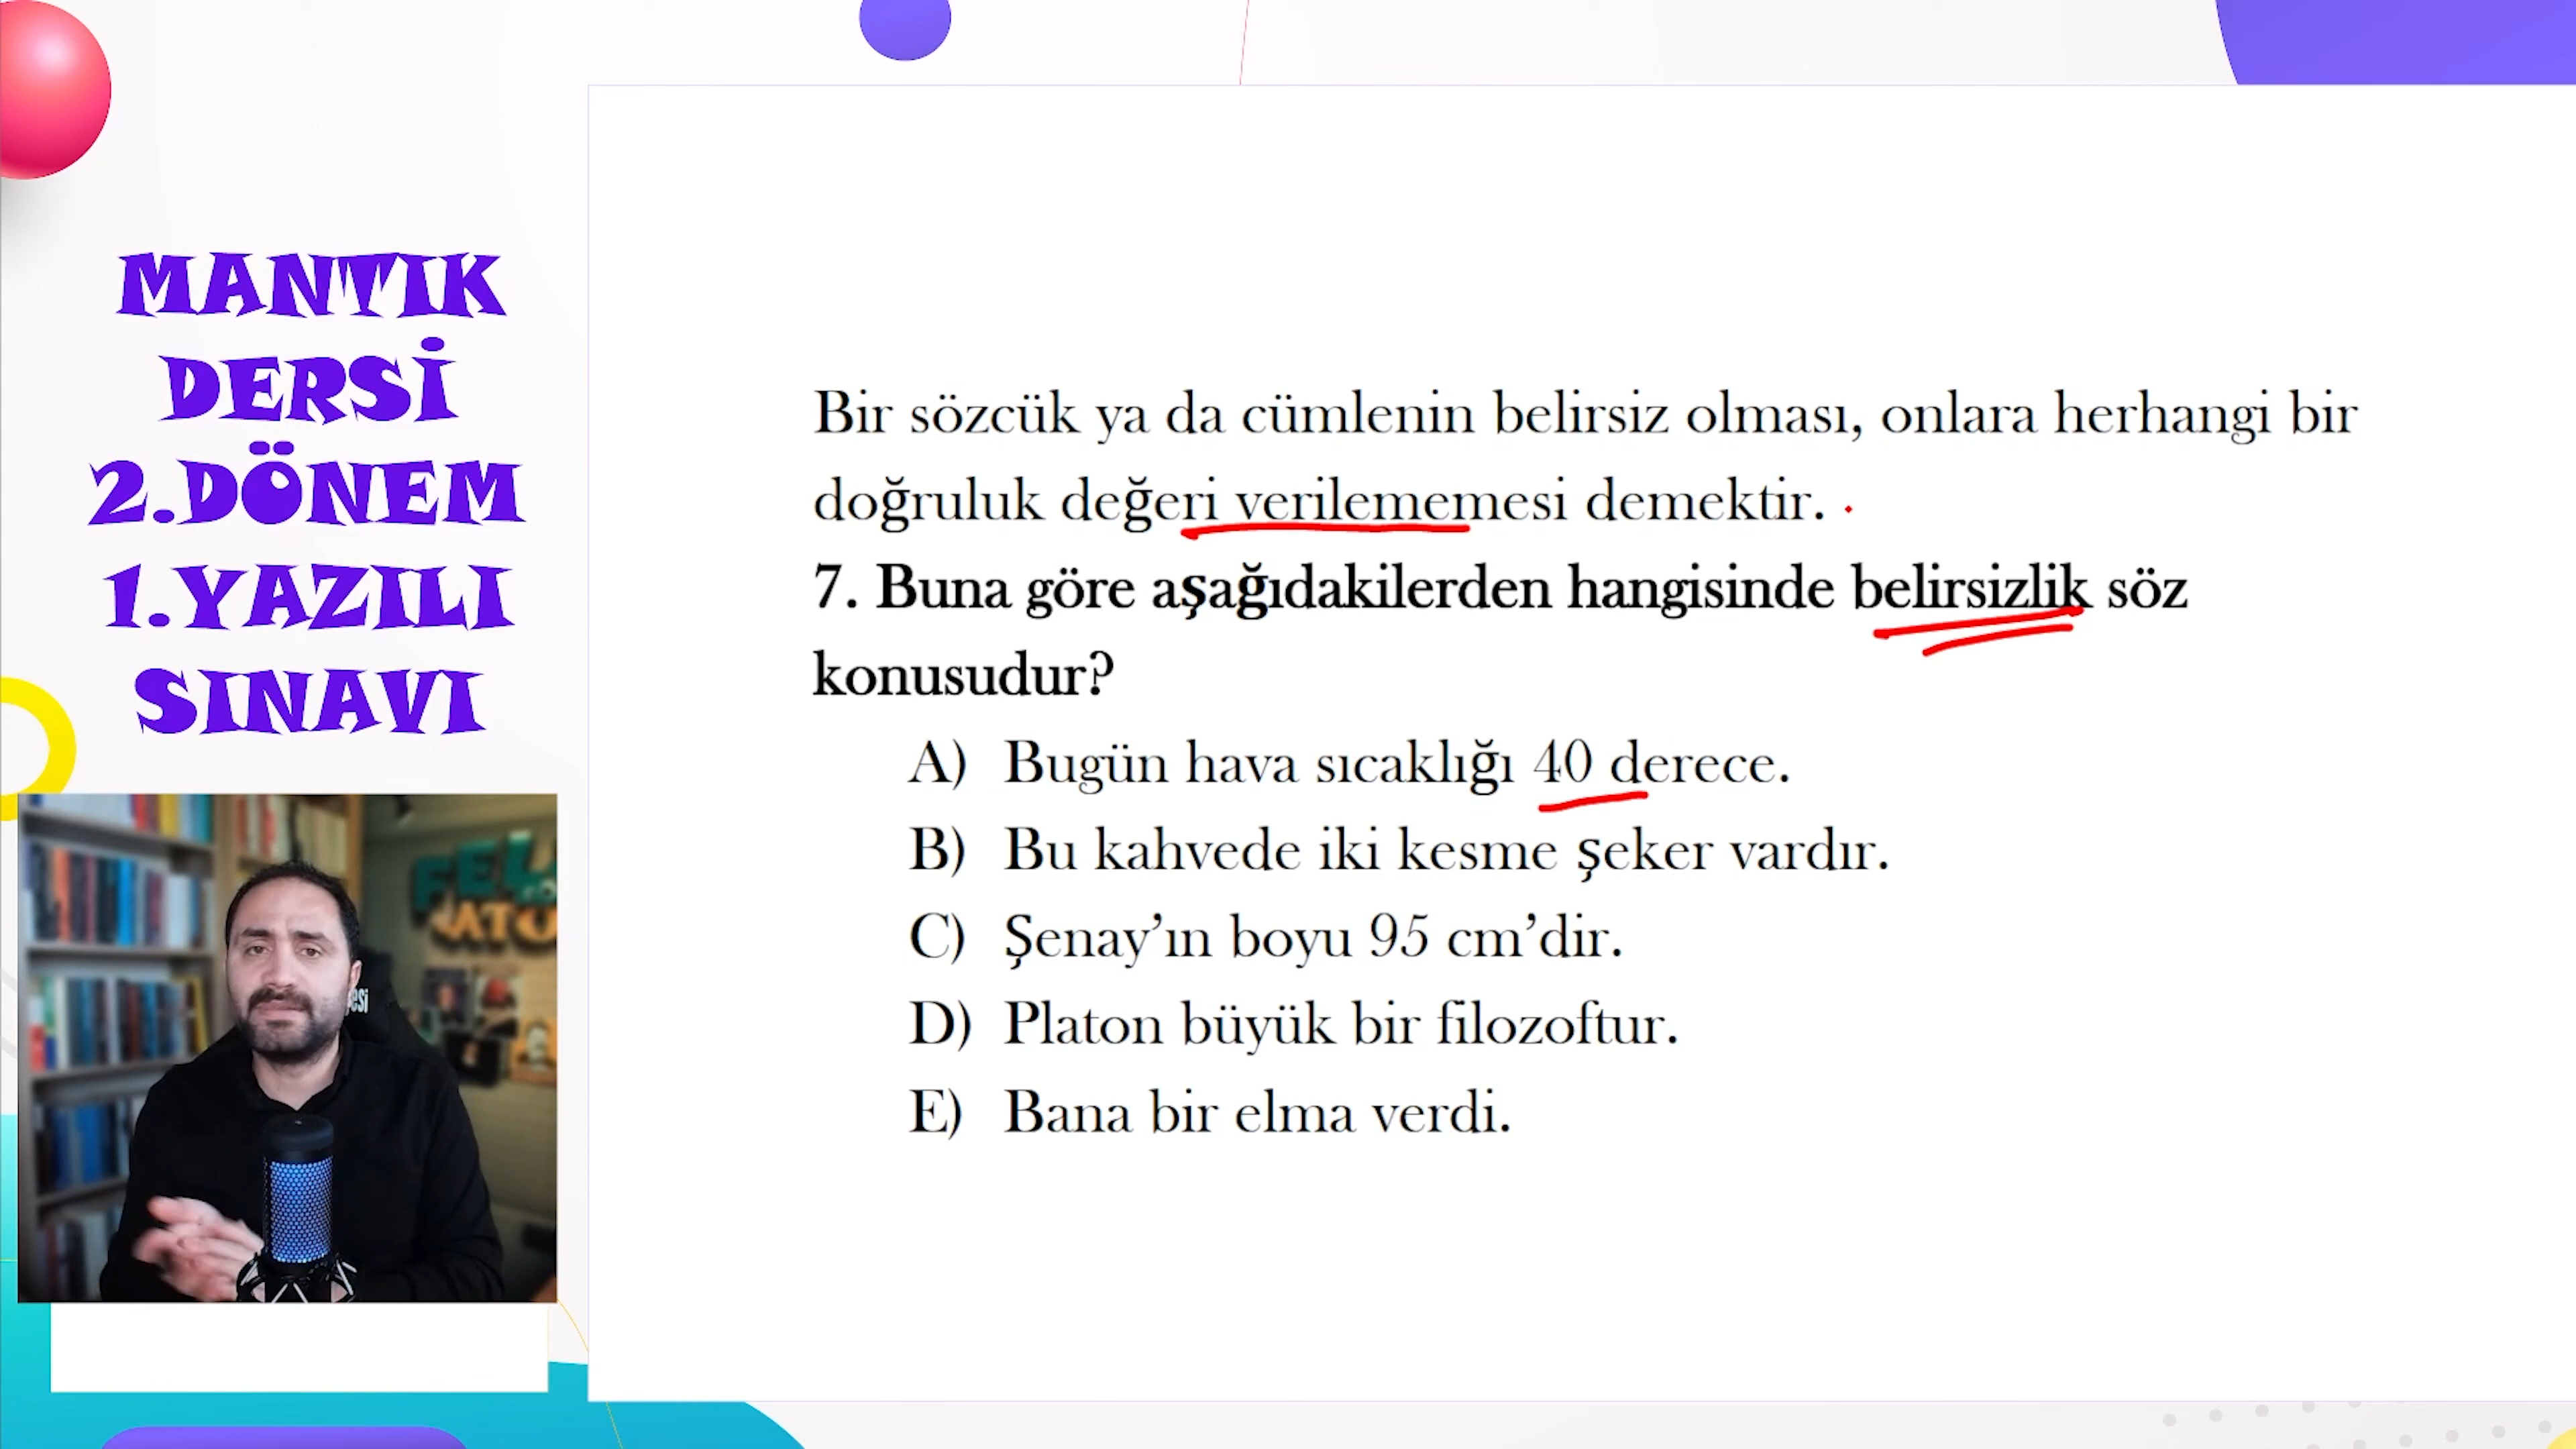 MANTIK
DERSİ
2.DÖNEM
1.YAZILI
SINAVI
Bir sözcük ya da cümlenin belirsiz olması, onlara herhangi bir
doğruluk değeri verilememesi demektir.
7. Buna göre aşağıdakilerden hangisinde belirsizlik söz
konusudur?
A) Bugün hava sıcaklığı 40 derece.
B) Bu kahvede iki kesme şeker vardır.
C) Şenay’ın boyu 95 cm’dir.
D) Platon büyük bir filozoftur.
E) Bana bir elma verdi.